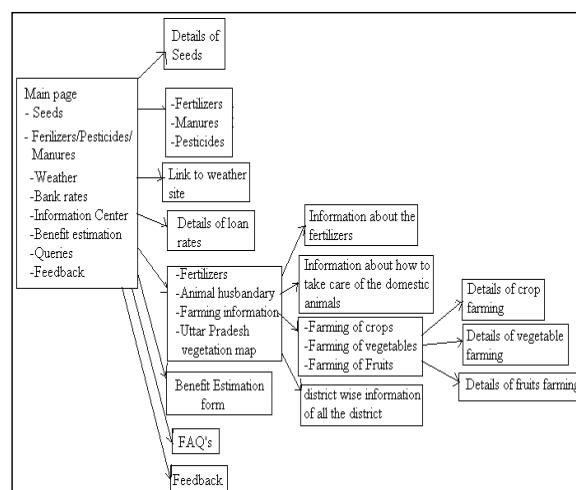 Main page
- Seeds
- Ferilizers/Pesticides/
Manures
-Weather
-Bank rates
-Information Center
-Benefit estimation
-Queries
-Feedback
Details of
Seeds
-Fertilizers
-Manures
-Pesticides
Link to weather
site
Details of loan
rates
-Fertilizers
-Animal husbandary
-Farming information
-Uttar Pradesh
vegetation map
Benefit Estimation
form
FAQ's
Feedback
Information about the
fertilizers
Information about how to
take care of the domestic
animals
-Farming of crops
-Farming of vegetables
-Farming of Fruits
district wise information
of all the district
Details of crop
farming
Details of vegetable
farming
Details of fruits farming